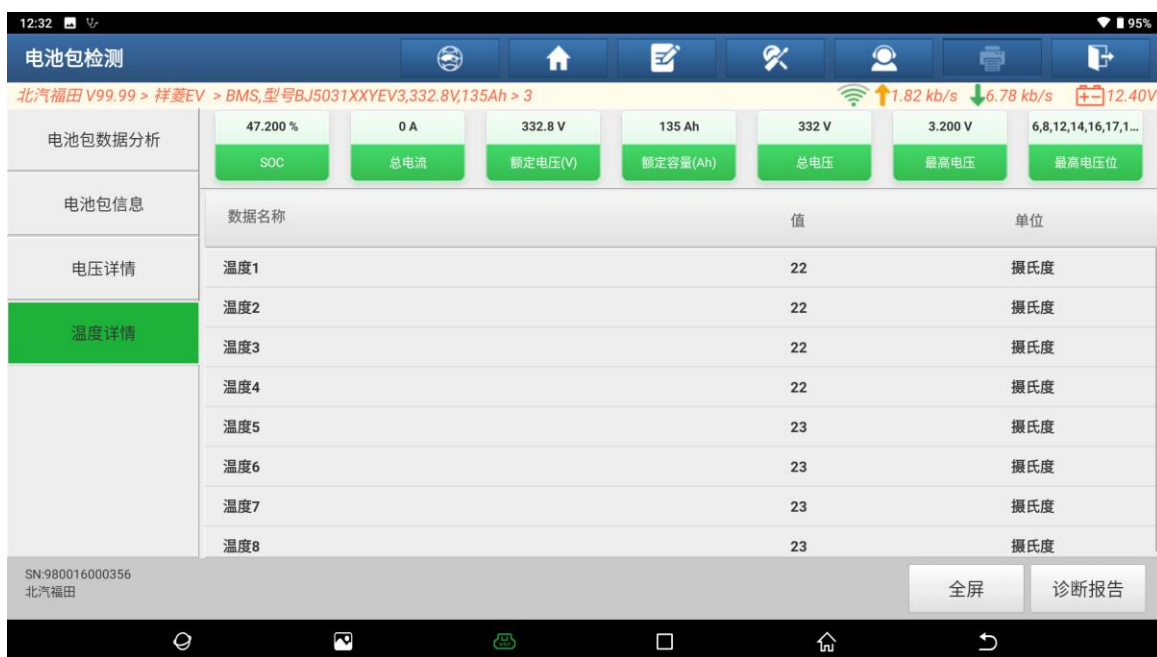 12:32
95%
电池包检测
北汽福田 V99.99 > 祥菱EV > BMS,型号BJ5031XXYEV3,332.8V,135Ah > 3
1.82 kb/s
6.78 kb/s
12.40V
电池包数据分析
电池包信息
电压详情
温度详情
47.200 %
SOC
0 A
总电流
332.8 V
额定电压(V)
135 Ah
额定容量(Ah)
332 V
总电压
3.200 V
最高电压
6,8,12,14,16,17,1...
最高电压位
数据名称 值 单位
温度1 22 摄氏度
温度2 22 摄氏度
温度3 22 摄氏度
温度4 22 摄氏度
温度5 23 摄氏度
温度6 23 摄氏度
温度7 23 摄氏度
温度8 23 摄氏度
SN:980016000356
北汽福田
全屏
诊断报告